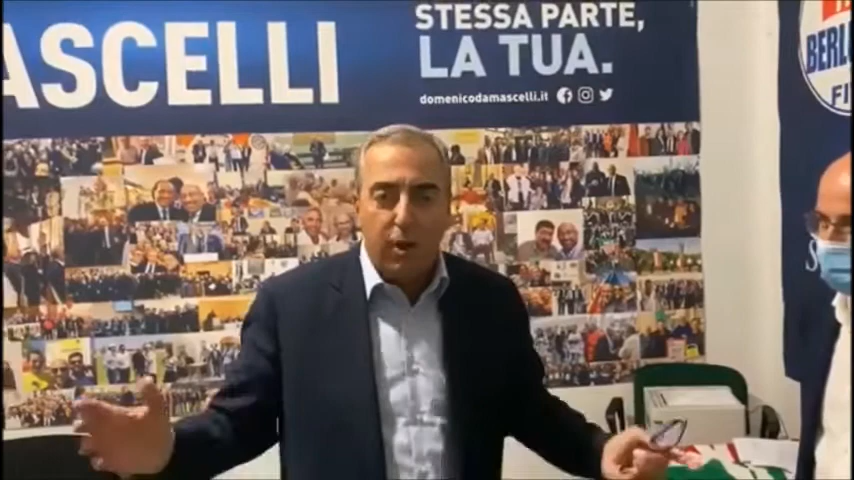 ASCELLI
STESSA PARTE,
LA TUA.
domenicodamascelli.it
BERL
FI